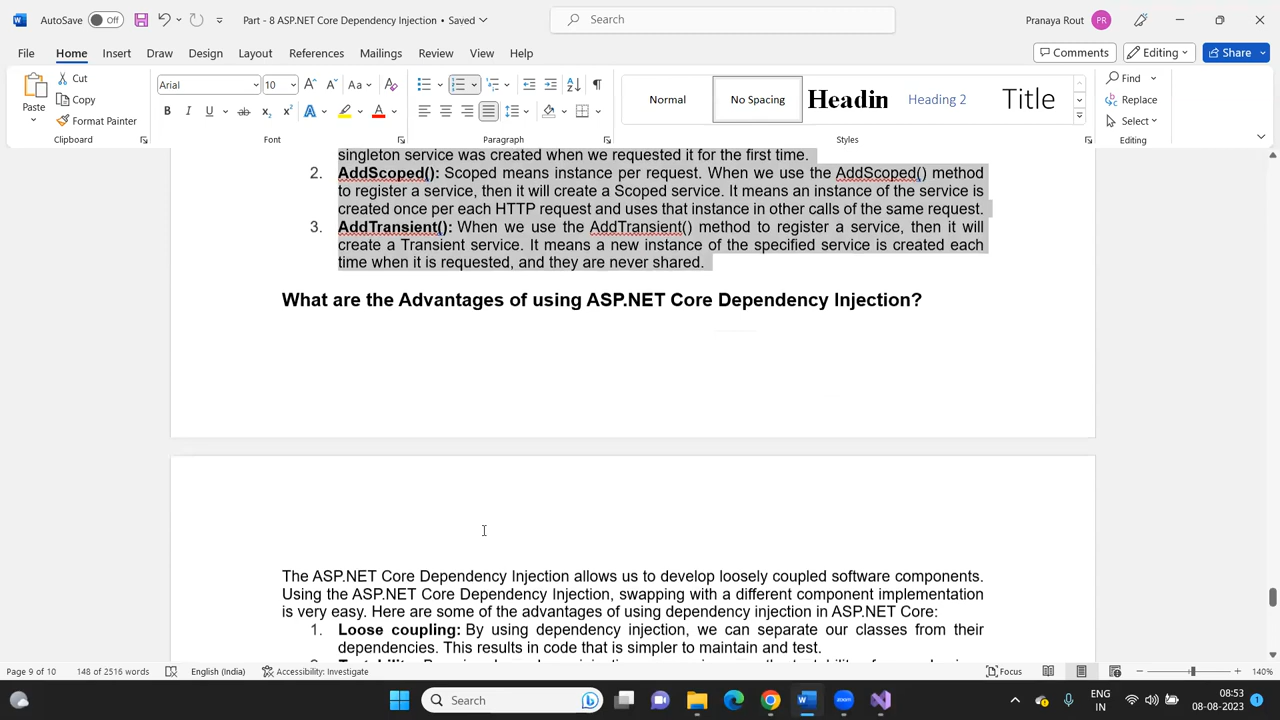 AutoSave Off Part - 8 ASP.NET Core Dependency Injection • Saved Search Pranaya Rout PR
File Home Insert Draw Design Layout References Mailings Review View Help Comments Editing Share
Paste Cut Copy Format Painter
Arial 10 Aa A
B I U ab x2 x2 A A
Normal No Spacing Headin Heading 2 Title
Find Replace Select
Clipboard Font Paragraph Styles Editing
singleton service was created when we requested it for the first time.
2. AddScoped(): Scoped means instance per request. When we use the AddScoped() method
to register a service, then it will create a Scoped service. It means an instance of the service is
created once per each HTTP request and uses that instance in other calls of the same request.
3. AddTransient(): When we use the AddTransient() method to register a service, then it will
create a Transient service. It means a new instance of the specified service is created each
time when it is requested, and they are never shared.
What are the Advantages of using ASP.NET Core Dependency Injection?
The ASP.NET Core Dependency Injection allows us to develop loosely coupled software components.
Using the ASP.NET Core Dependency Injection, swapping with a different component implementation
is very easy. Here are some of the advantages of using dependency injection in ASP.NET Core:
1. Loose coupling: By using dependency injection, we can separate our classes from their
dependencies. This results in code that is simpler to maintain and test.
Page 9 of 10 148 of 2516 words English (India) Accessibility: Investigate Focus 140%
Search ENG IN 08:53 08-08-2023